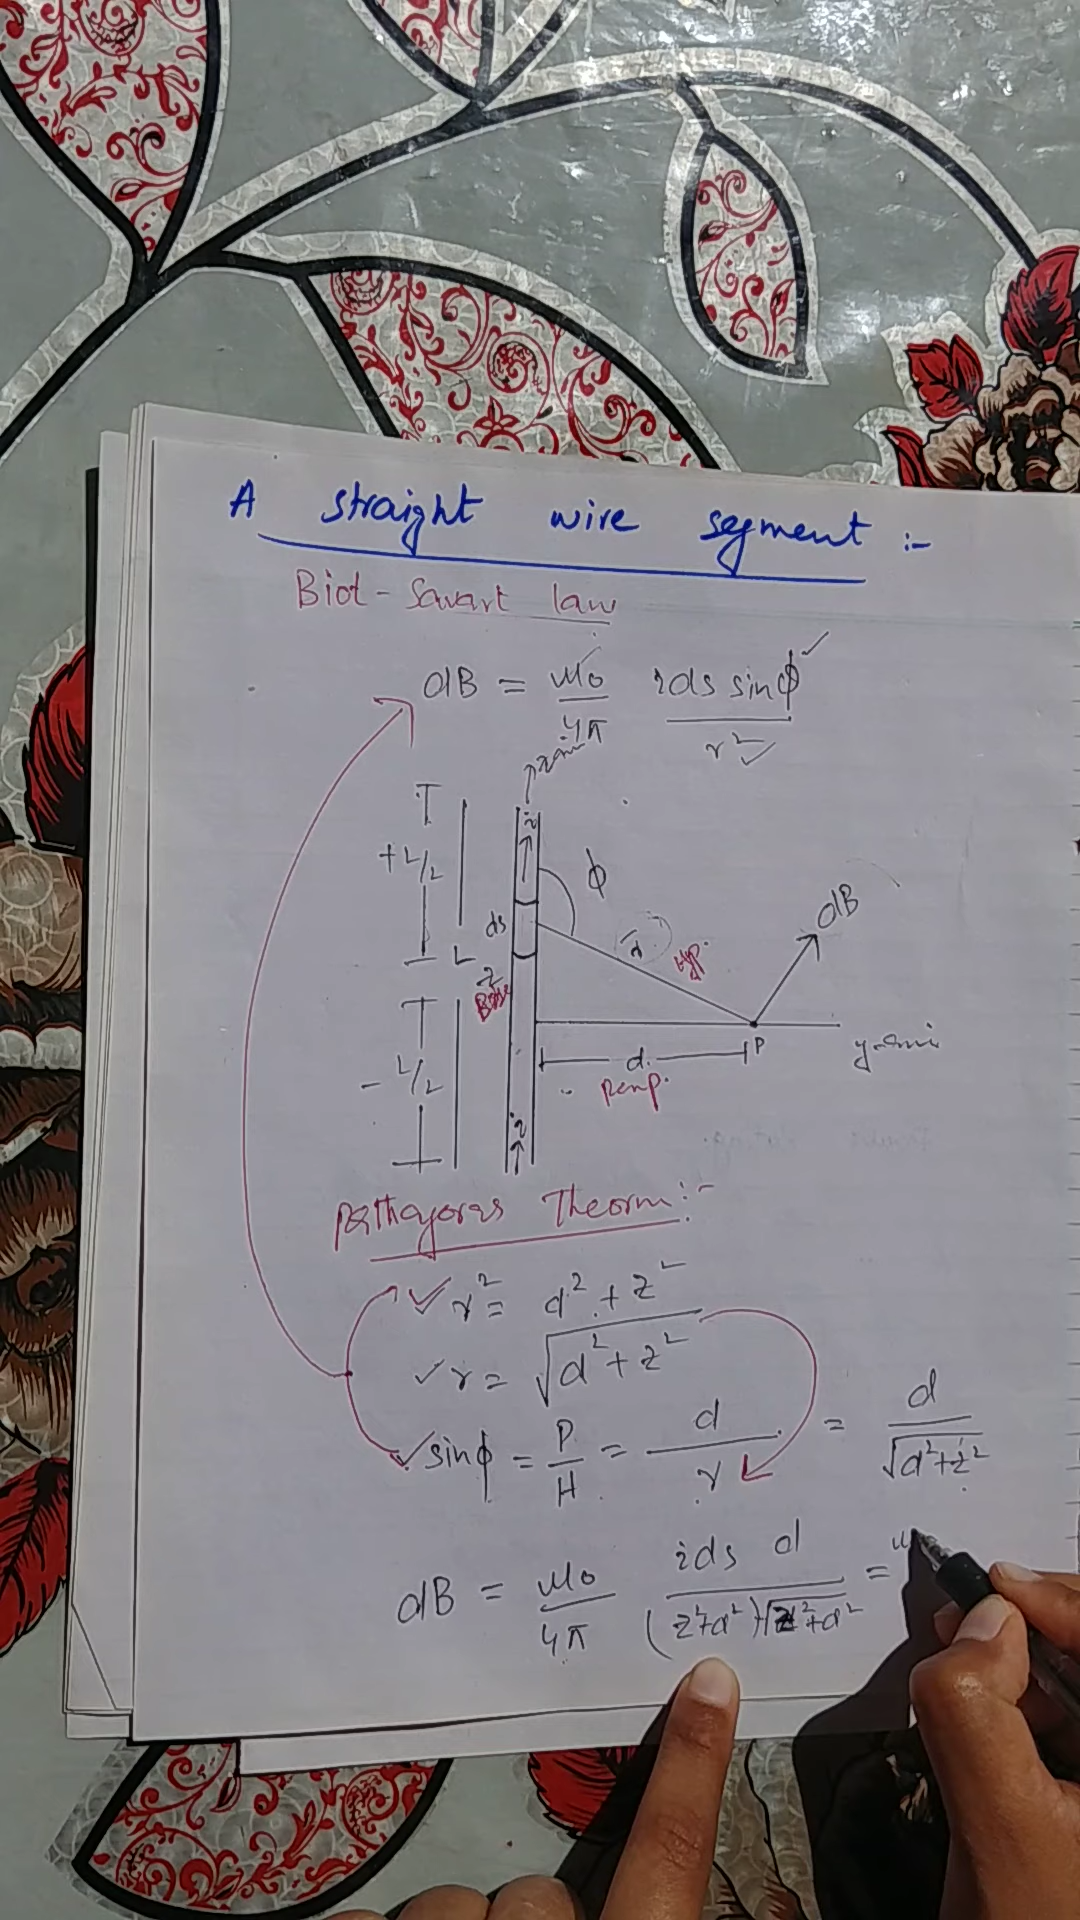 A straight wire segment :-
Biot - Savart law
dB = μ0/4π ids sinϕ/r²
i
+L/2
ϕ
ds
r
Hyp.
dB
L
z
Base
P
d
y-axis
Perp.
- L/2
i
Pathagoras Theorm :-
r² = d² + z²
r = √d² + z²
sinϕ = P/H = d/r = d/√d²+z²
dB = μ0/4π ids d/(z²+d²)√z²+d² =